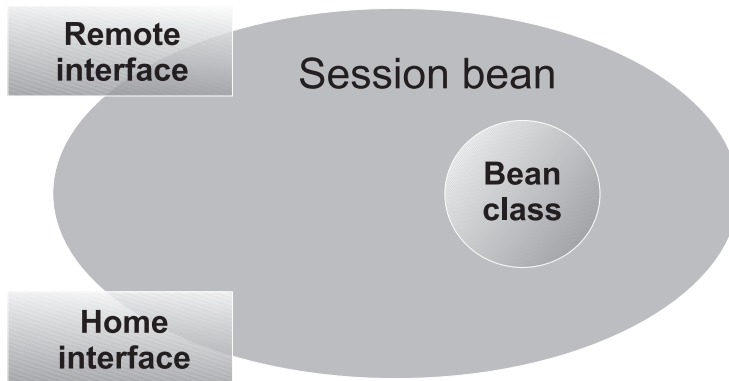 Remote
interface
Session bean
Bean
class
Home
interface